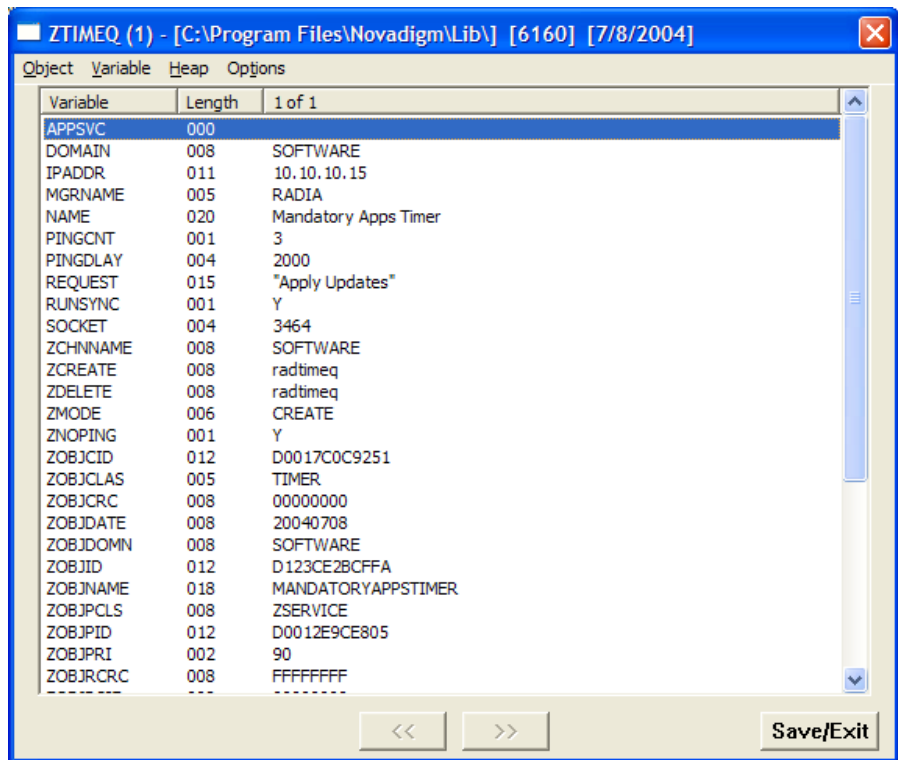 ZTIMEQ (1) - [C:\Program Files\Novadigm\Lib\] [6160] [7/8/2004]
Object Variable Heap Options
Variable Length 1 of 1
APPSVC 000
DOMAIN 008 SOFTWARE
IPADDR 011 10.10.10.15
MGRNAME 005 RADIA
NAME 020 Mandatory Apps Timer
PINGCNT 001 3
PINGDLAY 004 2000
REQUEST 015 "Apply Updates"
RUNSYNC 001 Y
SOCKET 004 3464
ZCHNNAME 008 SOFTWARE
ZCREATE 008 radtimeq
ZDELETE 008 radtimeq
ZMODE 006 CREATE
ZNOPING 001 Y
ZOBJCID 012 D0017C0C9251
ZOBJCLAS 005 TIMER
ZOBJCRC 008 00000000
ZOBJDATE 008 20040708
ZOBJDOMN 008 SOFTWARE
ZOBJID 012 D123CE2BCFFA
ZOBJNAME 018 MANDATORYAPPSTIMER
ZOBJPCLS 008 ZSERVICE
ZOBJPID 012 D0012E9CE805
ZOBJPRI 002 90
ZOBJRCRC 008 FFFFFFFF
<< >> Save/Exit